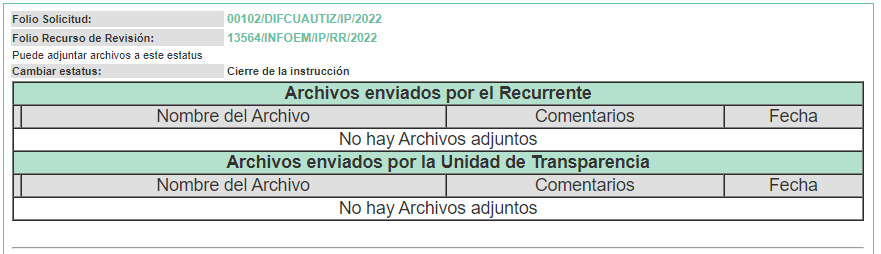 Folio Solicitud: 00102/DIFCUAUTIZ/IP/2022
Folio Recurso de Revisión: 13564/INFOEM/IP/RR/2022
Puede adjuntar archivos a este estatus
Cambiar estatus: Cierre de la instrucción
Archivos enviados por el Recurrente
Nombre del Archivo Comentarios Fecha
No hay Archivos adjuntos
Archivos enviados por la Unidad de Transparencia
Nombre del Archivo Comentarios Fecha
No hay Archivos adjuntos